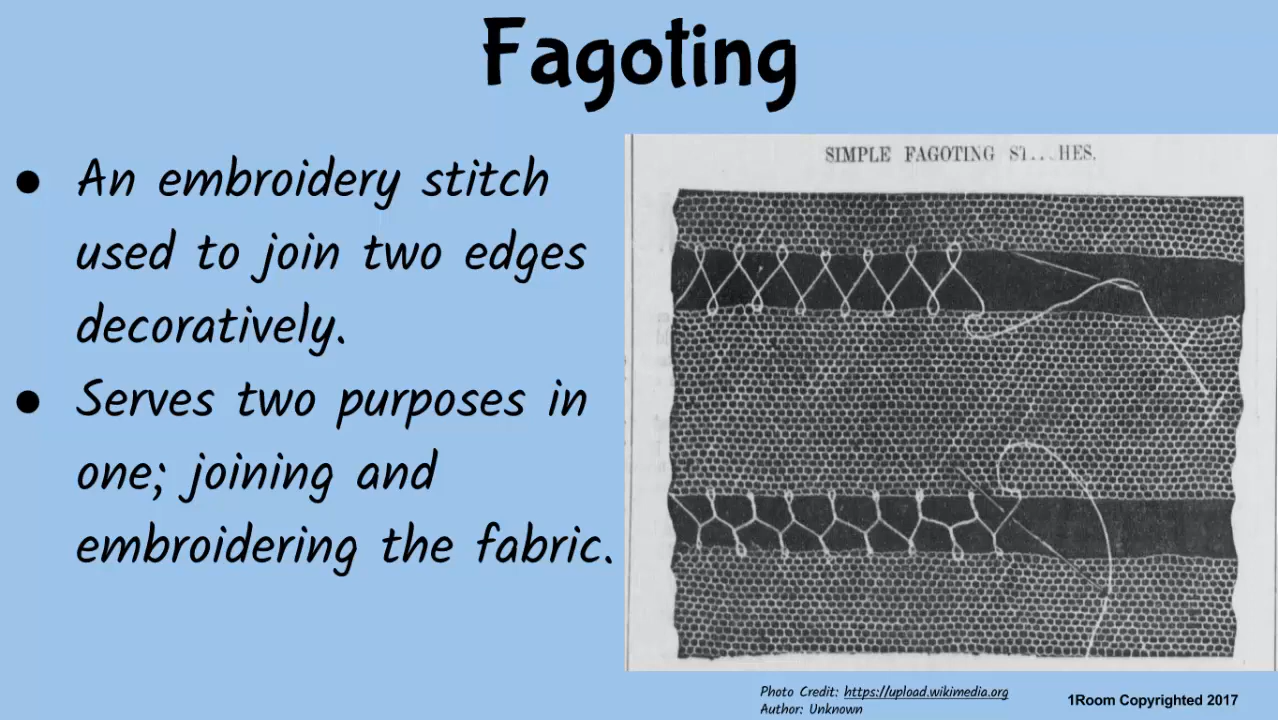 Fagoting
● An embroidery stitch
used to join two edges
decoratively.
● Serves two purposes in
one; joining and
embroidering the fabric.
SIMPLE FAGOTING
Photo Credit: https://upload.wikimedia.org
Author: Unknown
1Room Copyrighted 2017